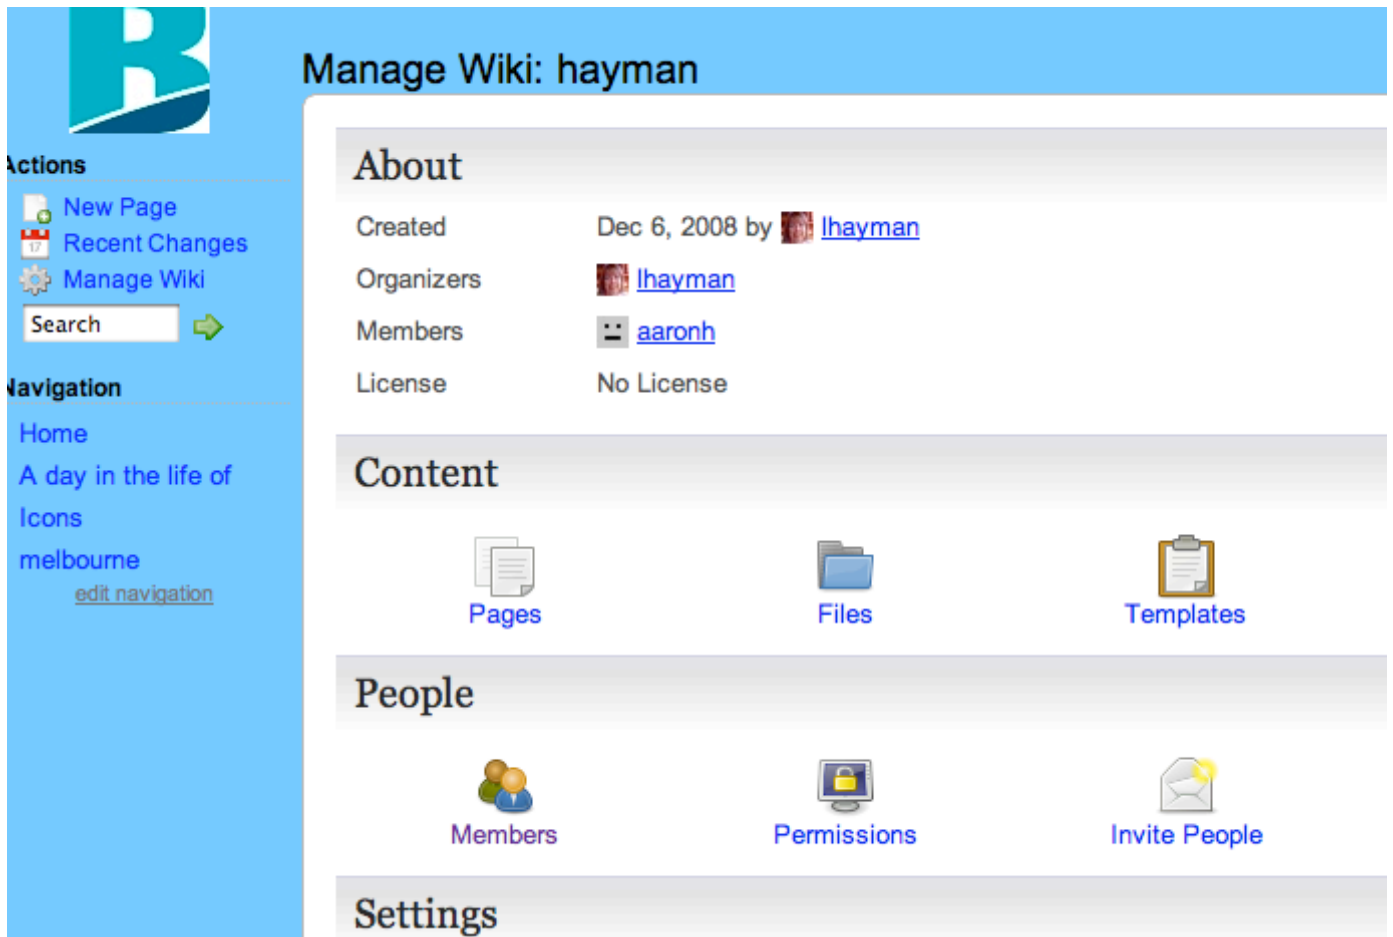 Manage Wiki: hayman
Actions
New Page
17
Recent Changes
Manage Wiki
Search
Navigation
Home
A day in the life of
Icons
melbourne
edit navigation
About
Created Dec 6, 2008 by lhayman
Organizers lhayman
Members aaronh
License No License
Content
Pages Files Templates
People
Members Permissions Invite People
Settings